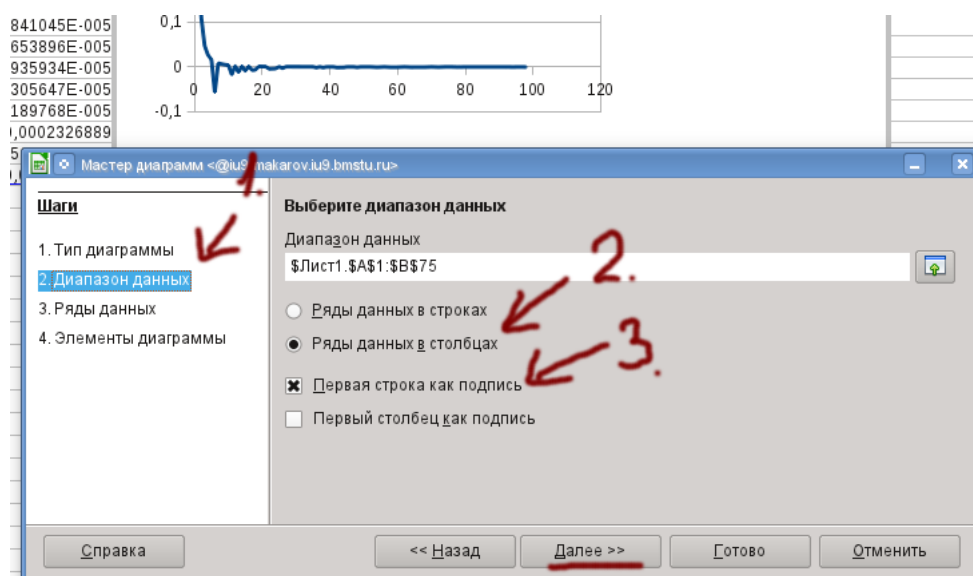 841045E-005
653896E-005
935934E-005
305647E-005
189768E-005
,0002326889
0,1
0
-0,1
0 20 40 60 80 100 120
Мастер диаграмм <@iu9.makarov.iu9.bmstu.ru>
1.
Шаги
1. Тип диаграммы
2. Диапазон данных
3. Ряды данных
4. Элементы диаграммы
Выберите диапазон данных
Диапазон данных
$Лист1.$A$1:$B$75
2.
Ряды данных в строках
Ряды данных в столбцах
3.
Первая строка как подпись
Первый столбец как подпись
Справка
<< Назад
Далее >>
Готово
Отменить